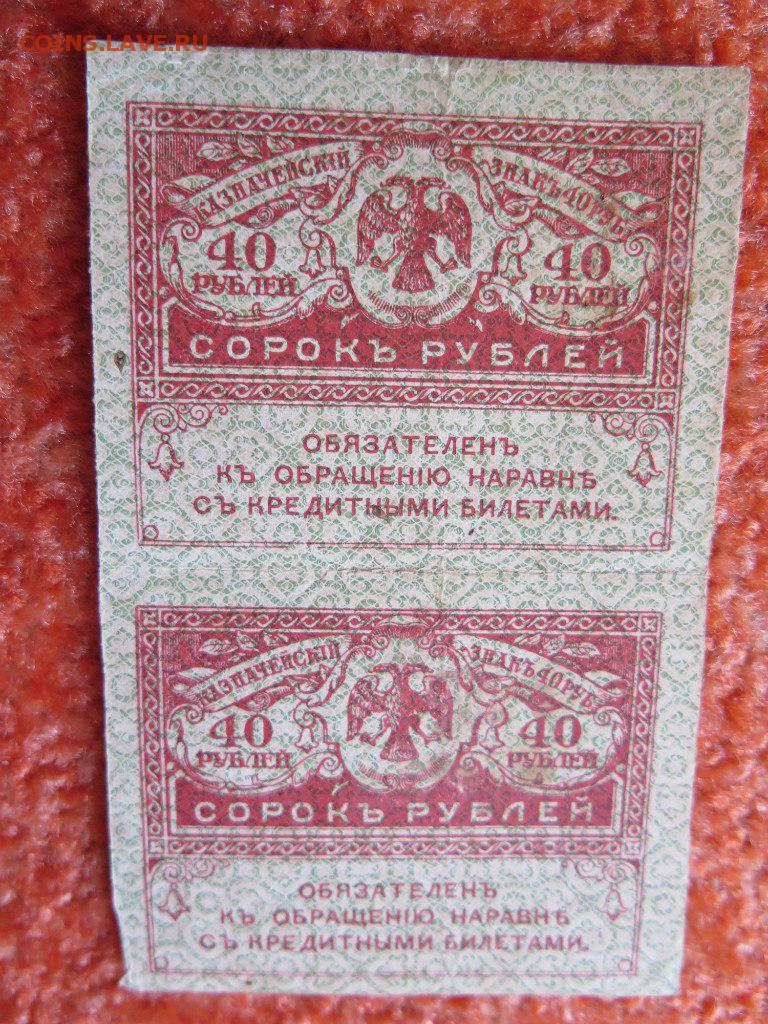 COINS.LAVE.RU
КАЗНАЧЕЙСКІЙ ЗНАКЪ 40 РУБ
40 РУБЛЕЙ
40 РУБЛЕЙ
СОРОКЪ РУБЛЕЙ
ОБЯЗАТЕЛЕНЪ
КЪ ОБРАЩЕНІЮ НАРАВНѢ
СЪ КРЕДИТНЫМИ БИЛЕТАМИ.
КАЗНАЧЕЙСКІЙ ЗНАКЪ 40 РУБ
40 РУБЛЕЙ
40 РУБЛЕЙ
СОРОКЪ РУБЛЕЙ
ОБЯЗАТЕЛЕНЪ
КЪ ОБРАЩЕНІЮ НАРАВНѢ
СЪ КРЕДИТНЫМИ БИЛЕТАМИ.